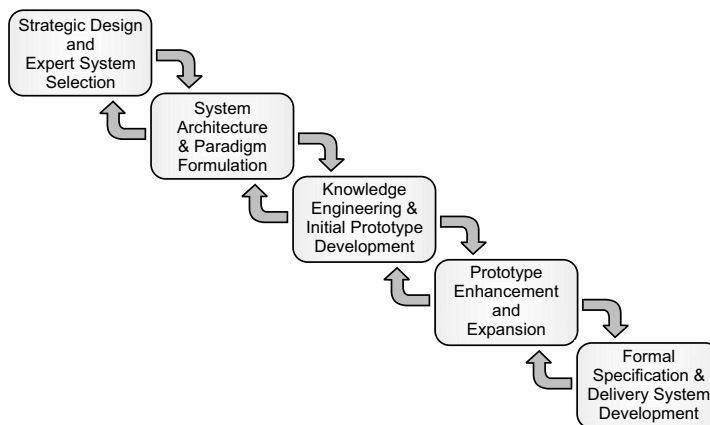 Strategic Design
and
Expert System
Selection
System
Architecture
& Paradigm
Formulation
Knowledge
Engineering &
Initial Prototype
Development
Prototype
Enhancement
and
Expansion
Formal
Specification &
Delivery System
Development